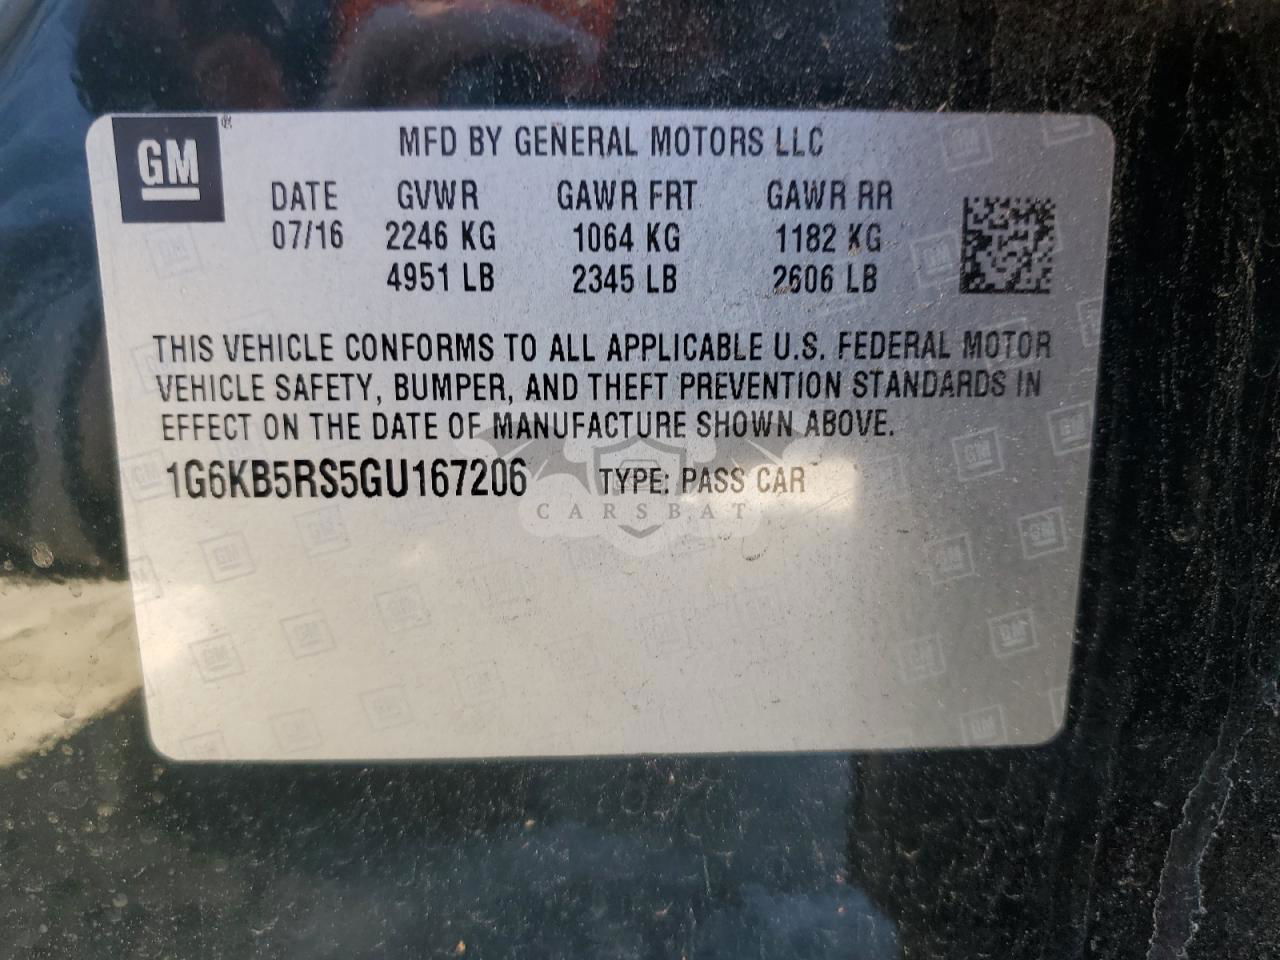 GM®
MFD BY GENERAL MOTORS LLC
DATE GVWR GAWR FRT GAWR RR
07/16 2246 KG 1064 KG 1182 KG
4951 LB 2345 LB 2606 LB
THIS VEHICLE CONFORMS TO ALL APPLICABLE U.S. FEDERAL MOTOR
VEHICLE SAFETY, BUMPER, AND THEFT PREVENTION STANDARDS IN
EFFECT ON THE DATE OF MANUFACTURE SHOWN ABOVE.
1G6KB5RS5GU167206 TYPE: PASS CAR
CARSBAT